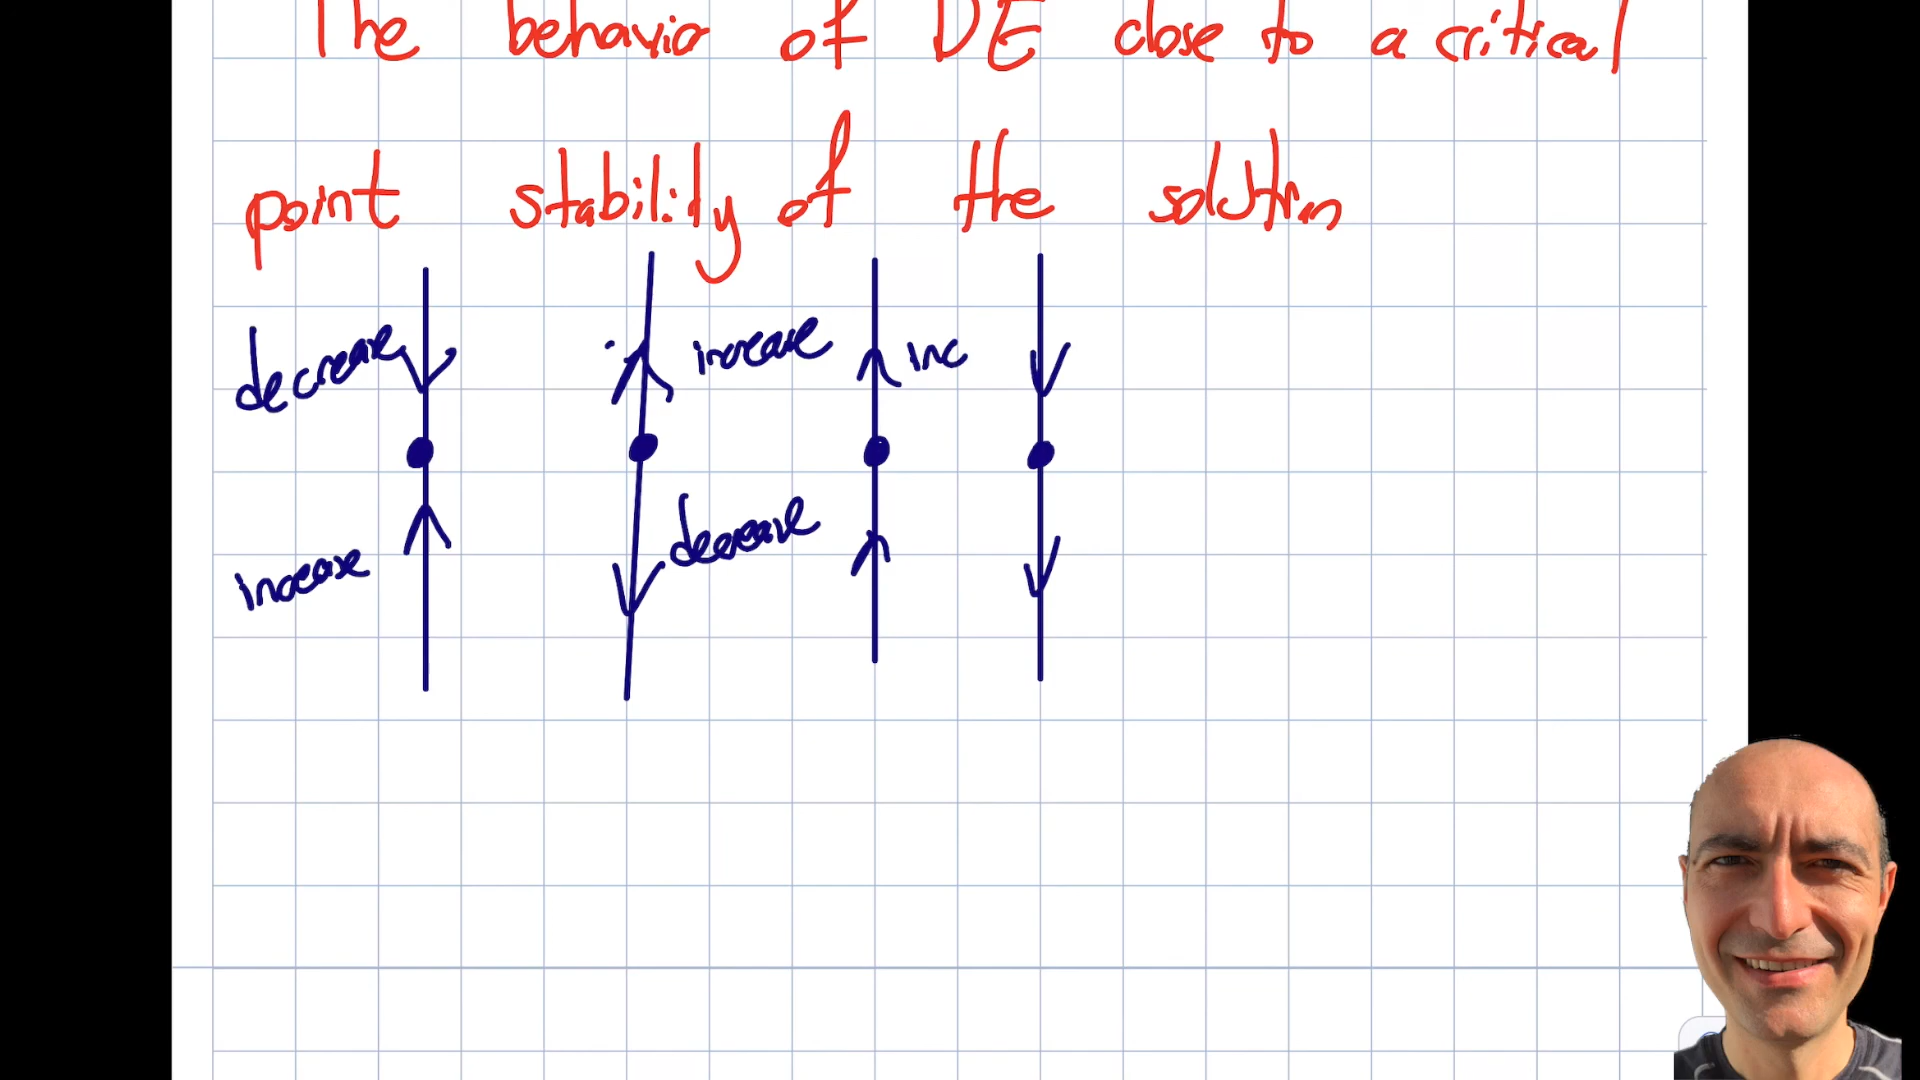 The behavior of DE close to a critical
point stability of the solution
decrease increase inc
increase decrease